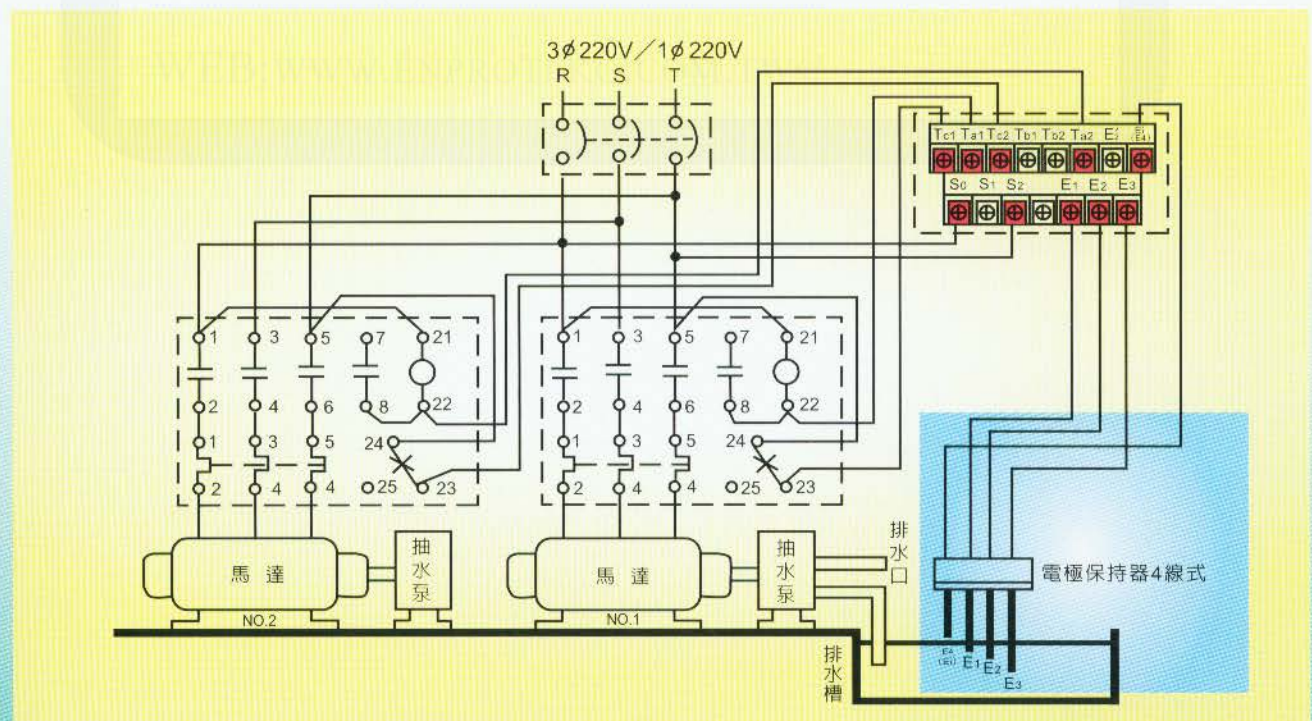 3∅220V/1∅220V
R S T
Tc1 Ta1 Tc2 Tb1 Tb2 Ta2 E2' (E4)
S0 S1 S2 E1 E2 E3
1 3 5 7 21
2 4 6 8 22
1 3 5 24
2 4 4 25 23
1 3 5 7 21
2 4 6 8 22
1 3 5 24
2 4 4 25 23
馬達
NO.2
抽水泵
馬達
NO.1
抽水泵
排水口
電極保持器4線式
排水槽
E4 E1 E2 E3